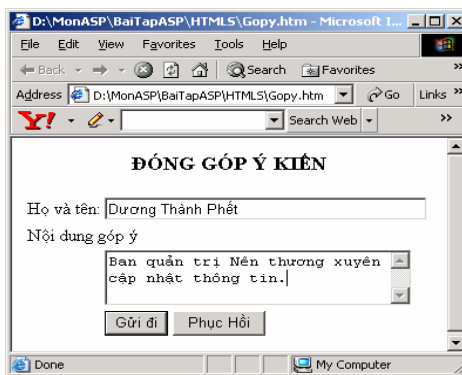 D:\MonASP\BaiTapASP\HTMLS\Gopy.htm - Microsoft I...
File Edit View Favorites Tools Help
Back Search Favorites »
Address D:\MonASP\BaiTapASP\HTMLS\Gopy.htm Go Links »
Y! Search Web »
ĐÓNG GÓP Ý KIẾN
Họ và tên: Dương Thành Phết
Nội dung góp ý
Ban quản trị Nên thương xuyên
cập nhật thông tin.
Gửi đi Phục Hồi
Done My Computer